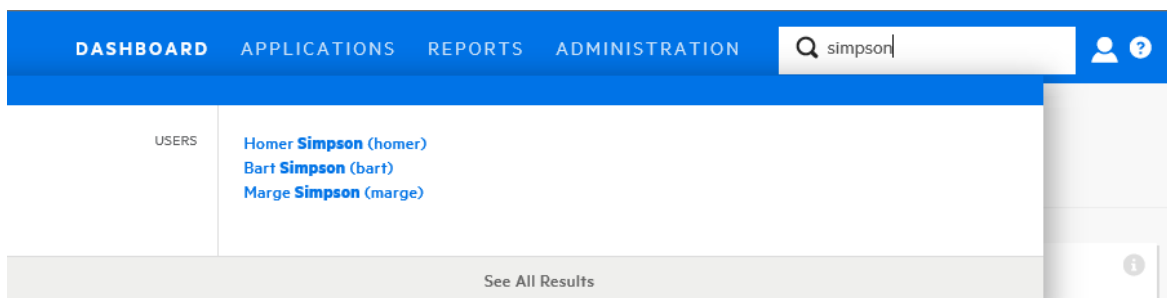 DASHBOARD APPLICATIONS REPORTS ADMINISTRATION simpson
USERS Homer Simpson (homer)
Bart Simpson (bart)
Marge Simpson (marge)
See All Results